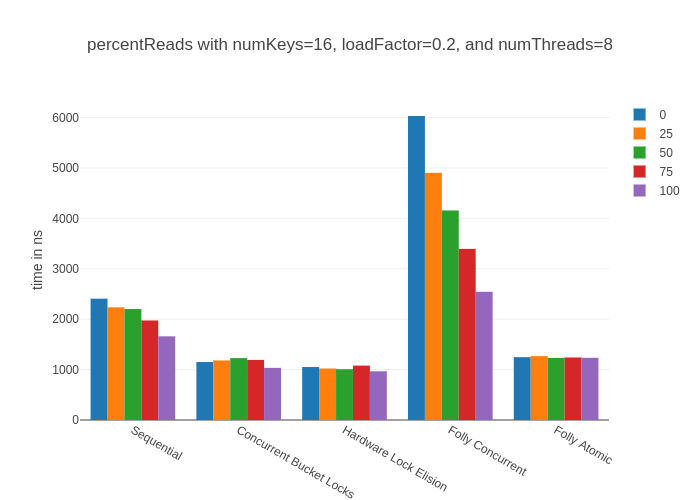 percentReads with numKeys=16, loadFactor=0.2, and numThreads=8
0
25
50
75
100
time in ns
6000
5000
4000
3000
2000
1000
0
Sequential
Concurrent Bucket Locks
Hardware Lock Elision
Folly Concurrent
Folly Atomic